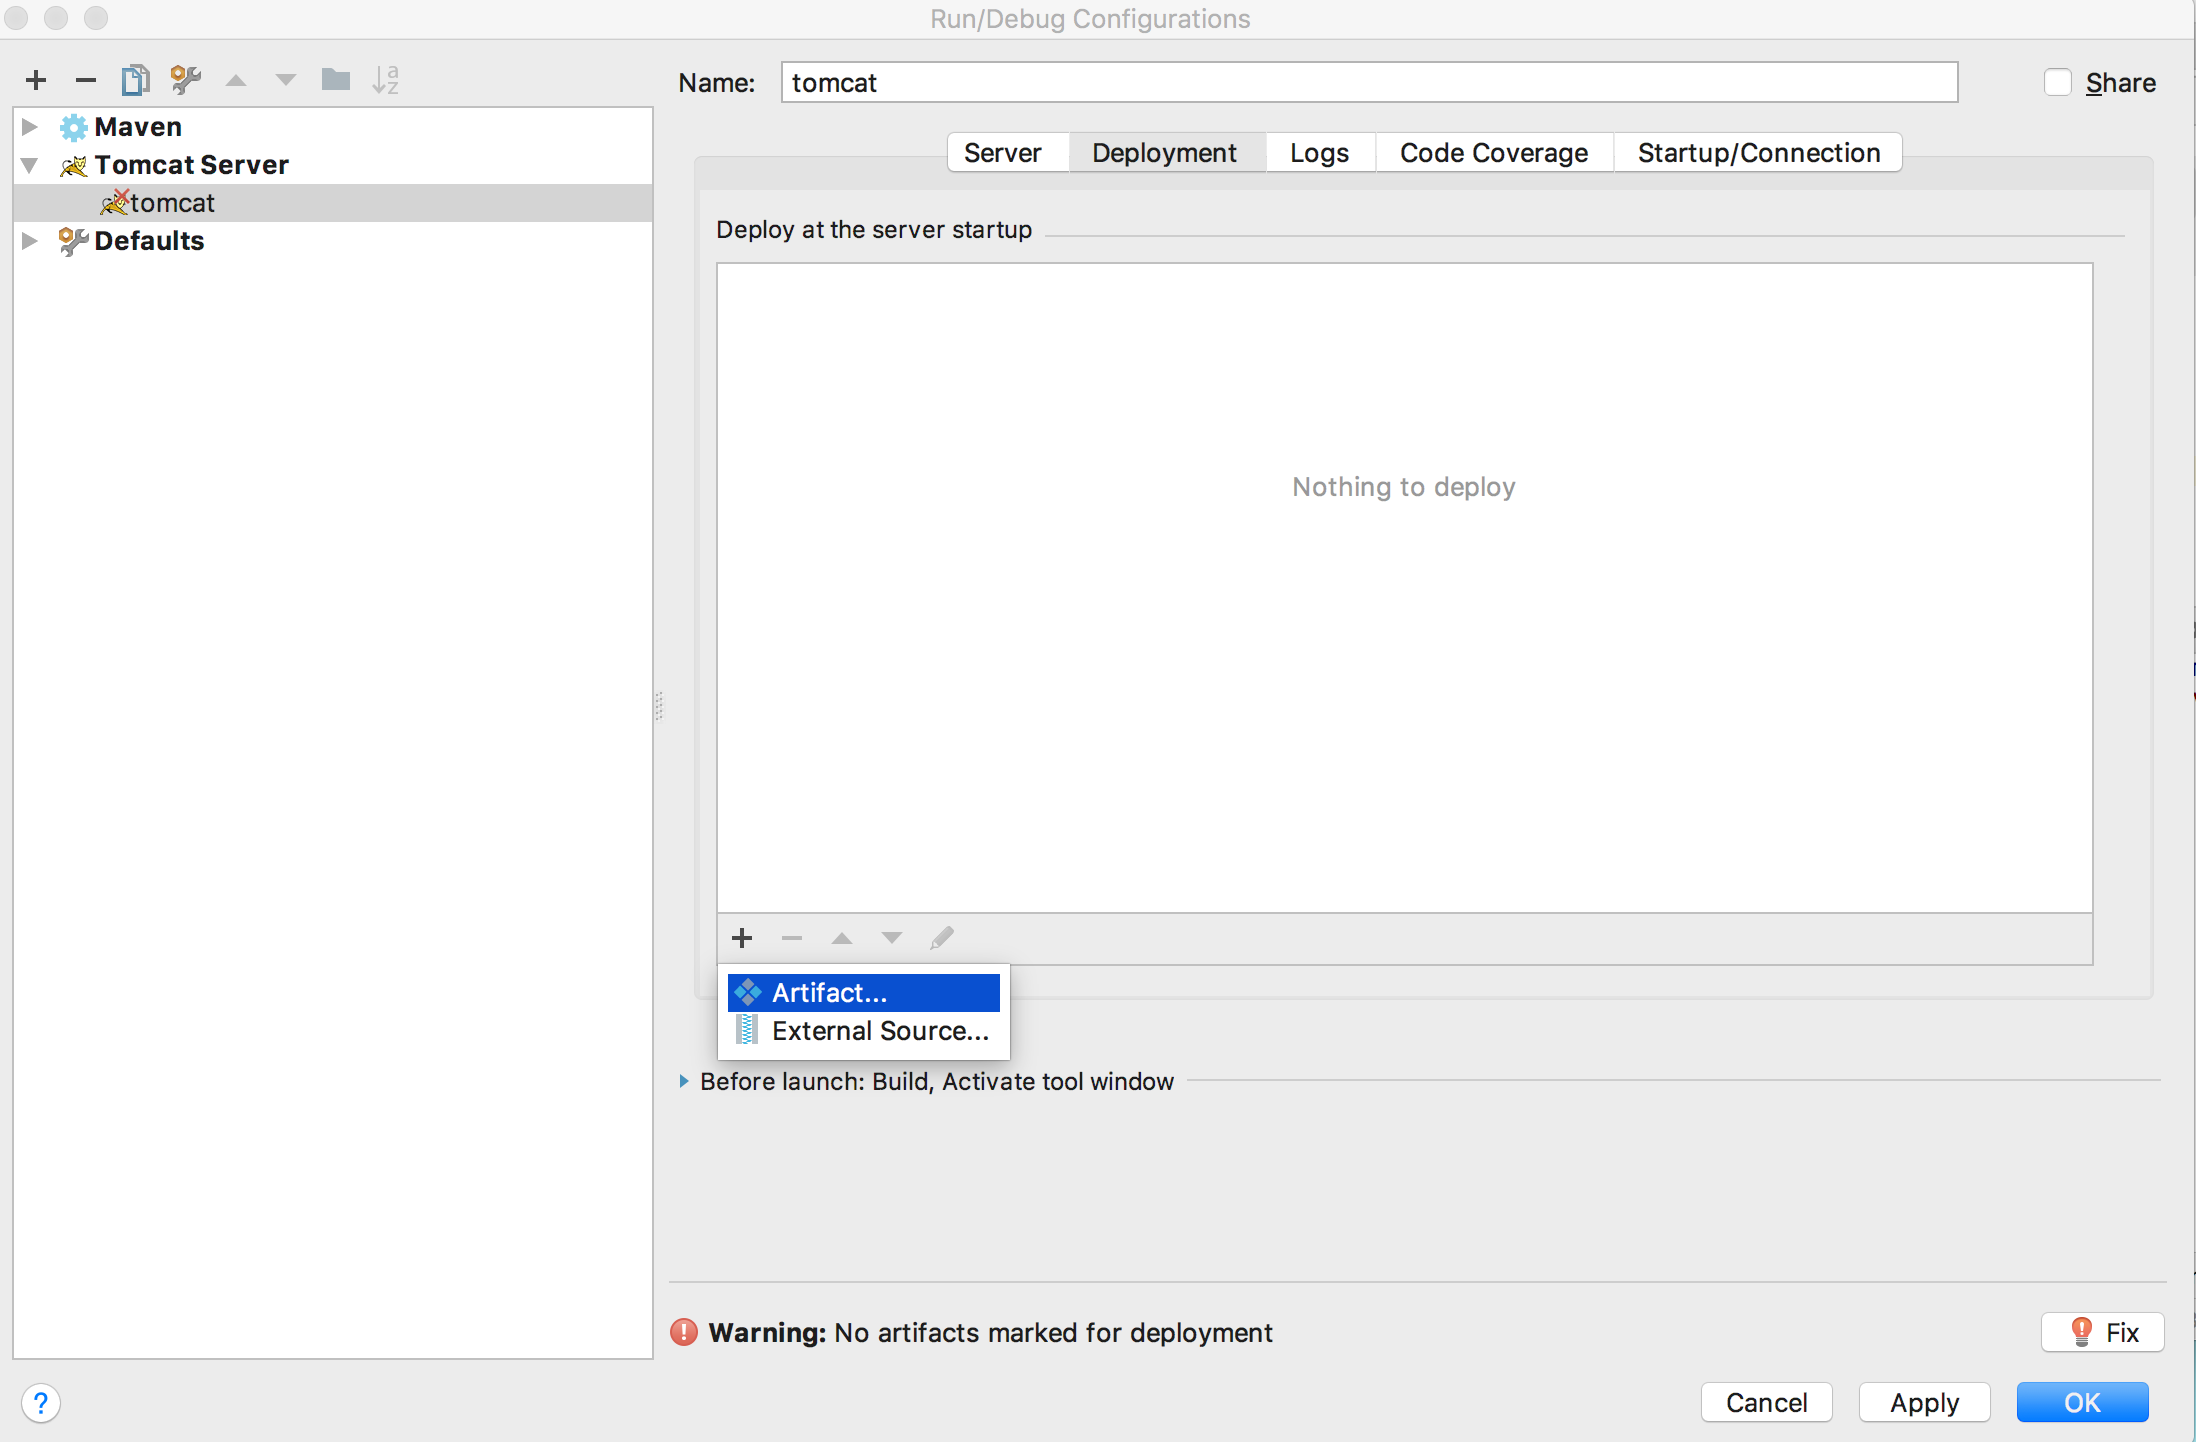 Run/Debug Configurations
Name: tomcat
Share
Maven
Tomcat Server
tomcat
Defaults
Server Deployment Logs Code Coverage Startup/Connection
Deploy at the server startup
Nothing to deploy
Artifact...
External Source...
Before launch: Build, Activate tool window
Warning: No artifacts marked for deployment
Fix
?
Cancel Apply OK